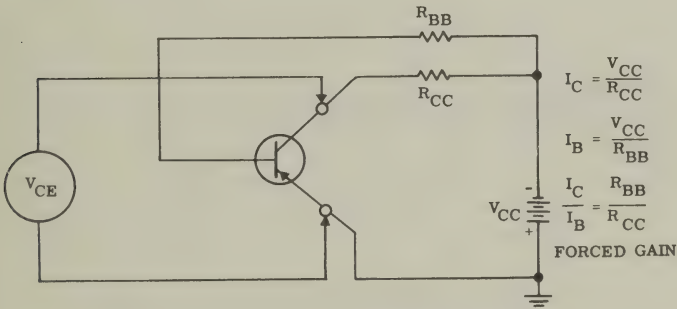 R_BB
R_CC
V_CE
V_CC
-
+
I_C = V_CC / R_CC
I_B = V_CC / R_BB
I_C / I_B = R_BB / R_CC
FORCED GAIN